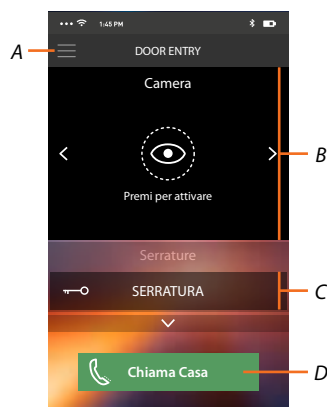 1:45 PM
A
DOOR ENTRY
Camera
B
Premi per attivare
Serrature
SERRATURA
C
Chiama Casa
D